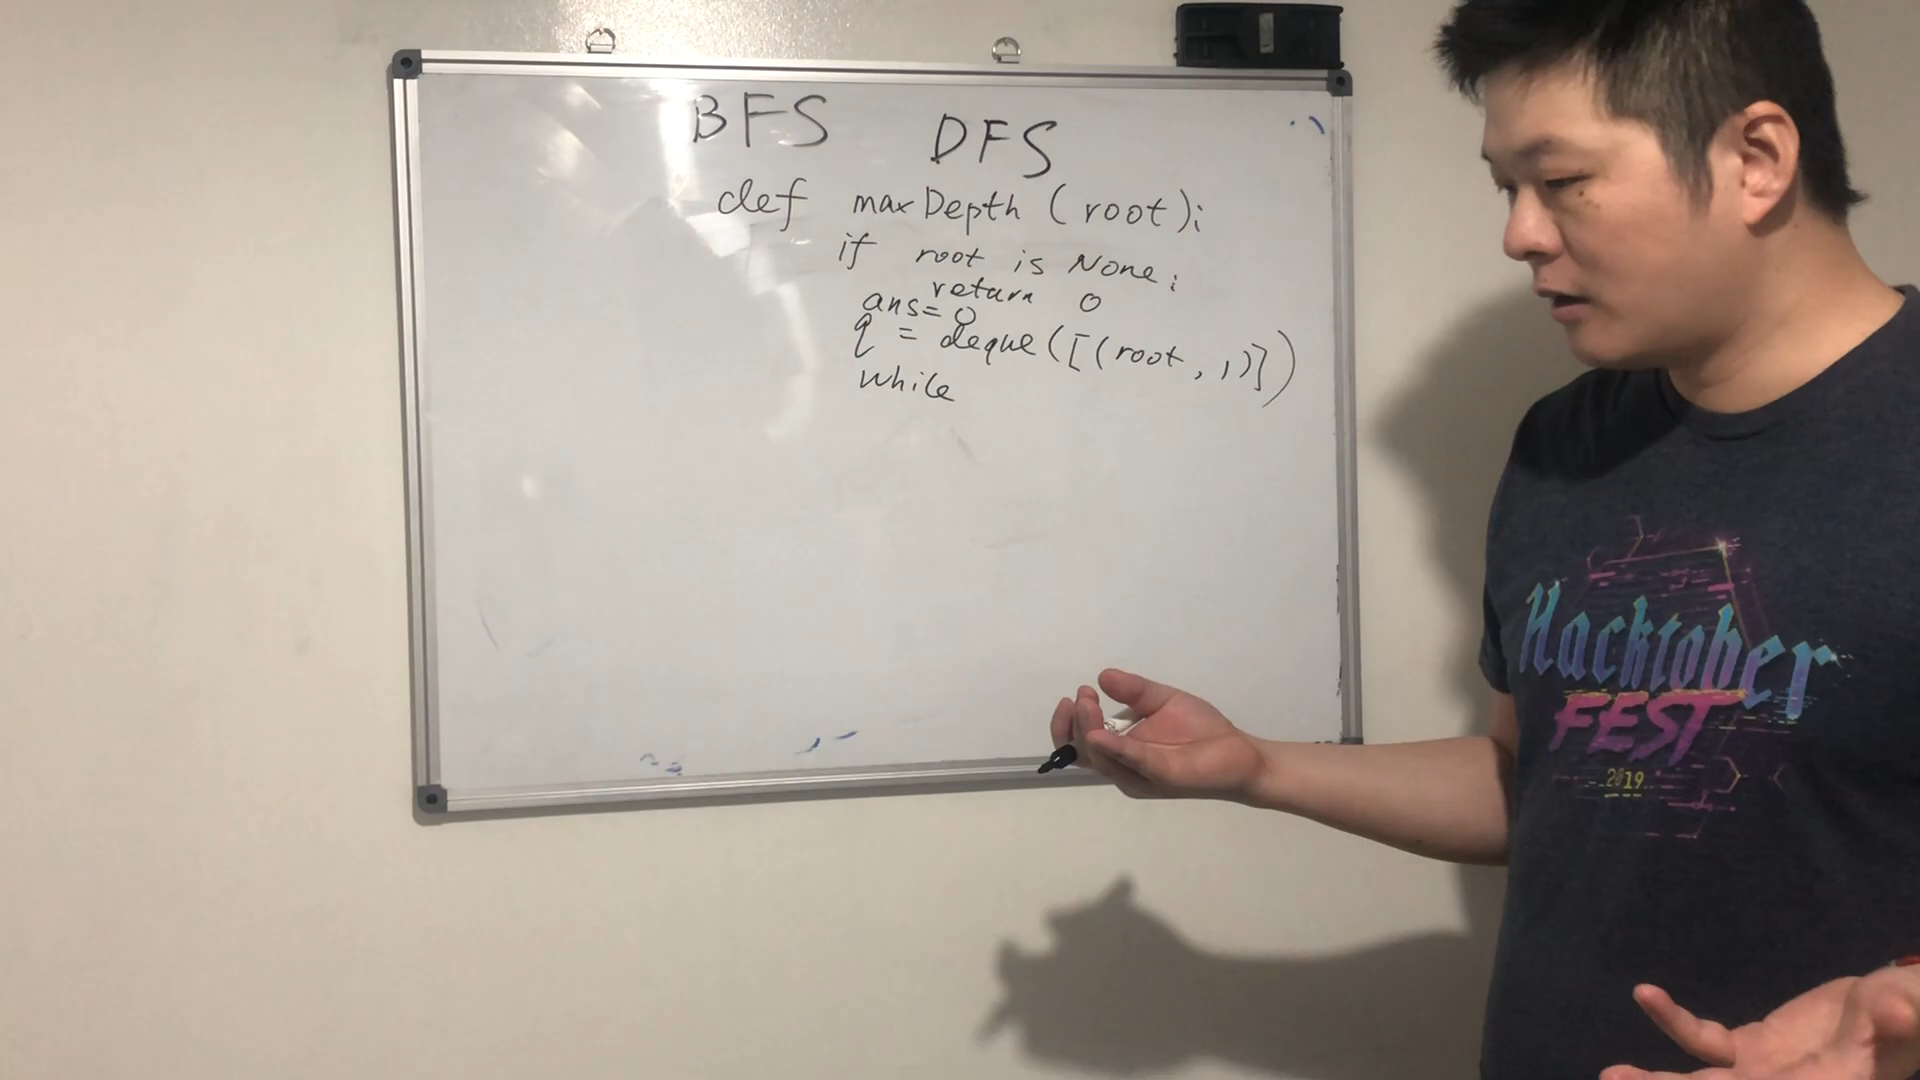 BFS DFS
def maxDepth (root):
if root is None:
return 0
ans = 0
q = deque([(root, 1)])
while
Hacktober
FEST
2019